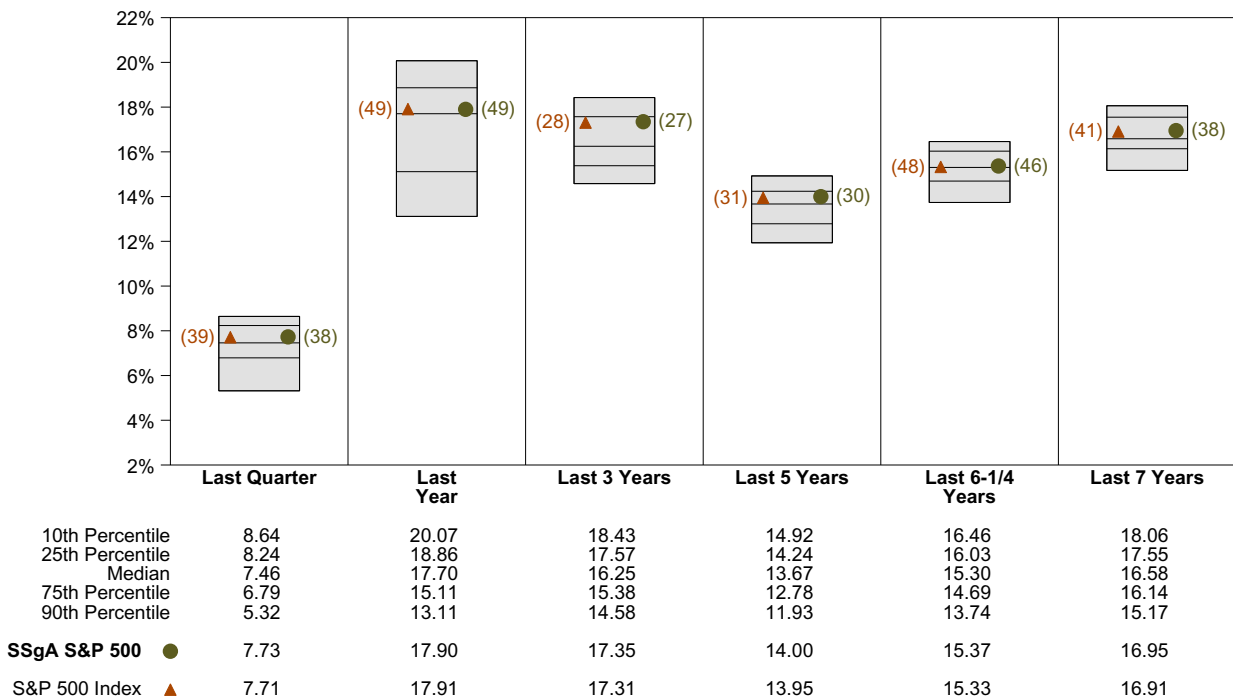 22%
20%
18%
16%
14%
12%
10%
8%
6%
4%
2%
(39) (38)
(49) (49)
(28) (27)
(31) (30)
(48) (46)
(41) (38)
Last Quarter Last Year Last 3 Years Last 5 Years Last 6-1/4 Years Last 7 Years
10th Percentile 8.64 20.07 18.43 14.92 16.46 18.06
25th Percentile 8.24 18.86 17.57 14.24 16.03 17.55
Median 7.46 17.70 16.25 13.67 15.30 16.58
75th Percentile 6.79 15.11 15.38 12.78 14.69 16.14
90th Percentile 5.32 13.11 14.58 11.93 13.74 15.17
SSgA S&P 500 7.73 17.90 17.35 14.00 15.37 16.95
S&P 500 Index 7.71 17.91 17.31 13.95 15.33 16.91